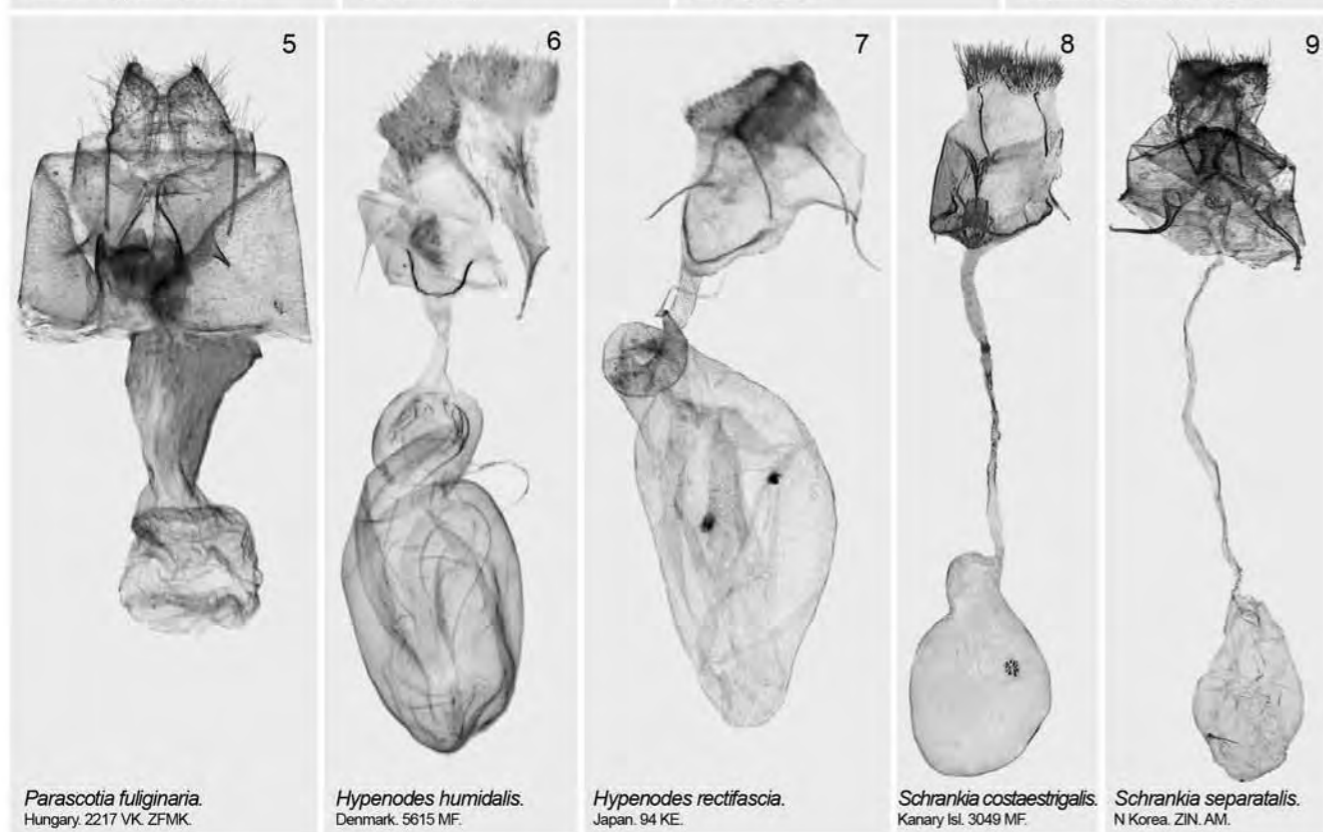 5
6
7
8
9
Parascotia fuliginaria.
Hungary. 2217 VK. ZFMK.
Hypenodes humidalis.
Denmark. 5615 MF.
Hypenodes rectifascia.
Japan. 94 KE.
Schrankia costaestrigalis.
Kanary Isl. 3049 MF.
Schrankia separatalis.
N Korea. ZIN. AM.